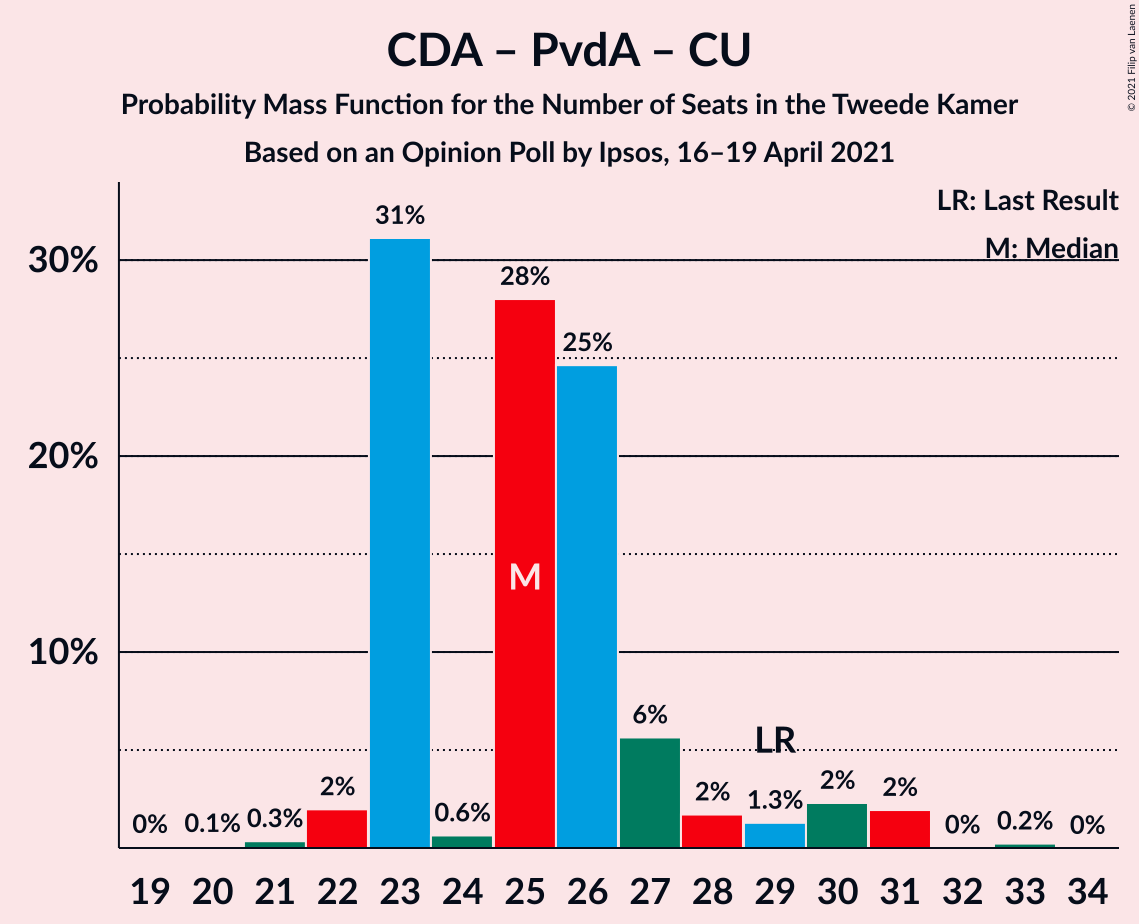 CDA – PvdA – CU
Probability Mass Function for the Number of Seats in the Tweede Kamer
Based on an Opinion Poll by Ipsos, 16–19 April 2021
© 2021 Filip van Laenen
LR: Last Result
M: Median
30%
20%
10%
0%
0.1%
0.3%
2%
31%
0.6%
28%
25%
6%
2%
1.3%
2%
2%
0%
0.2%
0%
M
LR
19 20 21 22 23 24 25 26 27 28 29 30 31 32 33 34